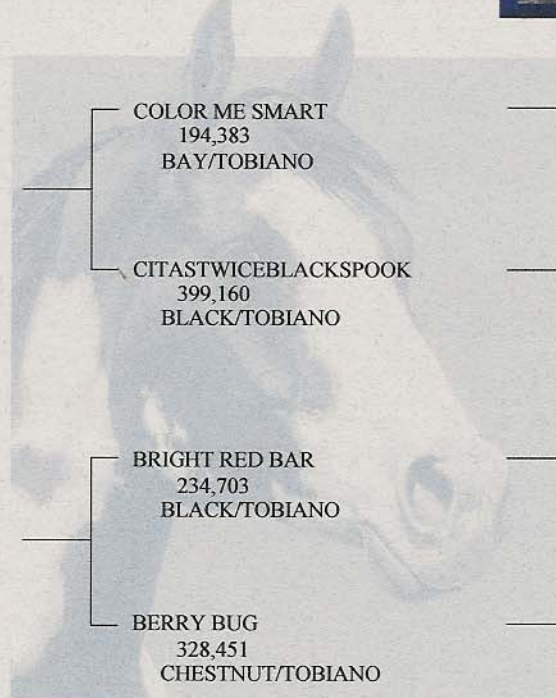 COLOR ME SMART
194,383
BAY/TOBIANO
CITASTWICEBLACKSPOOK
399,160
BLACK/TOBIANO
BRIGHT RED BAR
234,703
BLACK/TOBIANO
BERRY BUG
328,451
CHESTNUT/TOBIANO